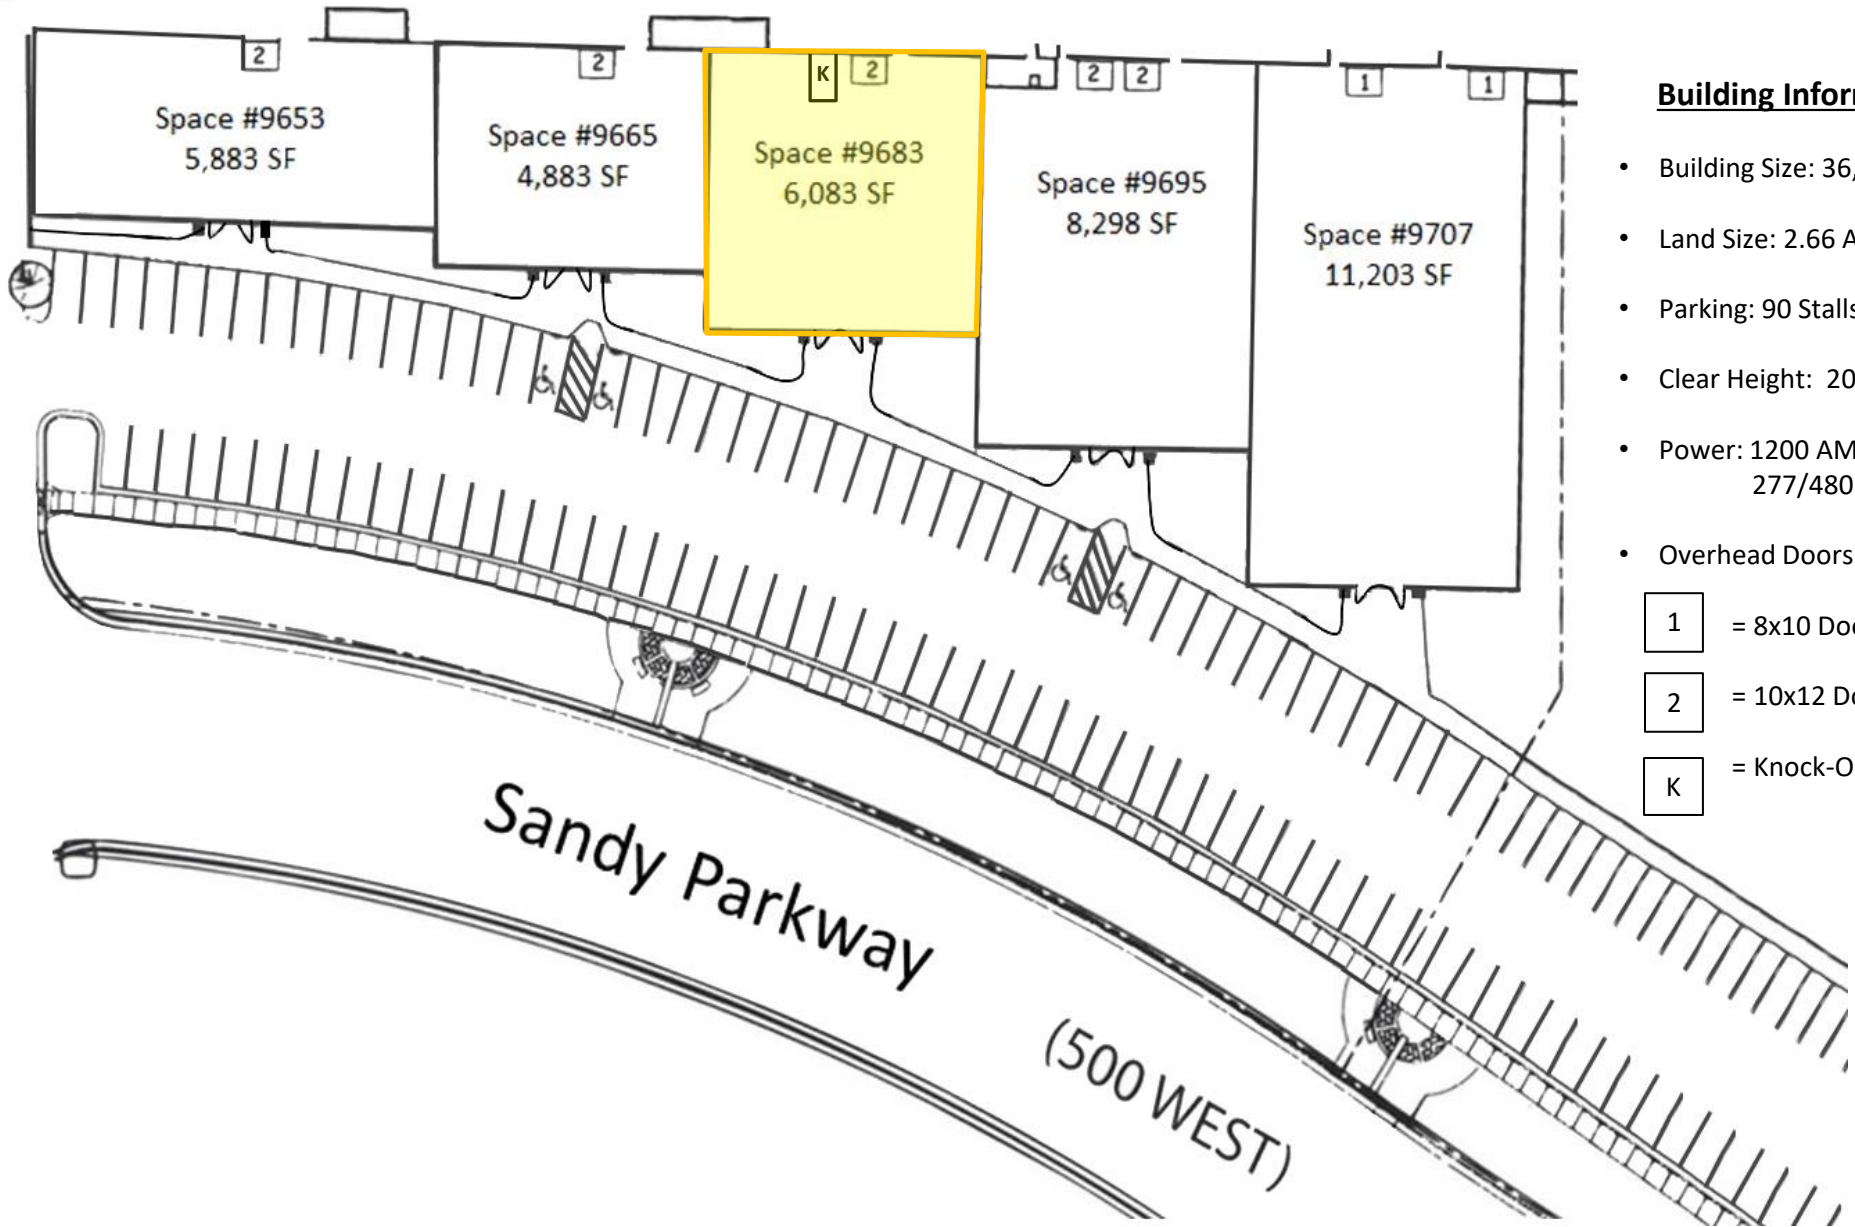 2
2
K
2
2
2
1
1
Space #9653
5,883 SF
Space #9665
4,883 SF
Space #9683
6,083 SF
Space #9695
8,298 SF
Space #9707
11,203 SF
Building Infor
• Building Size: 36,
• Land Size: 2.66 A
• Parking: 90 Stalls
• Clear Height: 20
• Power: 1200 AM
277/480
• Overhead Doors
1 = 8x10 Doo
2 = 10x12 Do
K = Knock-O
Sandy Parkway
(500 WEST)